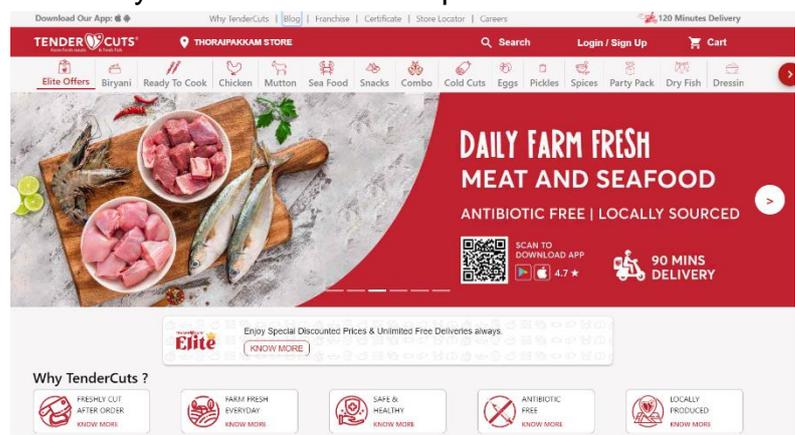 Download Our App:
Why TenderCuts | Blog | Franchise | Certificate | Store Locator | Careers
120 Minutes Delivery
TENDER CUTS
THORAIPAKKAM STORE
Search
Login / Sign Up
Cart
Elite Offers
Biryani
Ready To Cook
Chicken
Mutton
Sea Food
Snacks
Combo
Cold Cuts
Eggs
Pickles
Spices
Party Pack
Dry Fish
Dressin
DAILY FARM FRESH
MEAT AND SEAFOOD
ANTIBIOTIC FREE | LOCALLY SOURCED
SCAN TO
DOWNLOAD APP
4.7 ★
90 MINS
DELIVERY
>
Elite
Enjoy Special Discounted Prices & Unlimited Free Deliveries always.
KNOW MORE
Why TenderCuts ?
FRESHLY CUT
AFTER ORDER
KNOW MORE
FARM FRESH
EVERYDAY
KNOW MORE
SAFE &
HEALTHY
KNOW MORE
ANTIBIOTIC
FREE
KNOW MORE
LOCALLY
PRODUCED
KNOW MORE